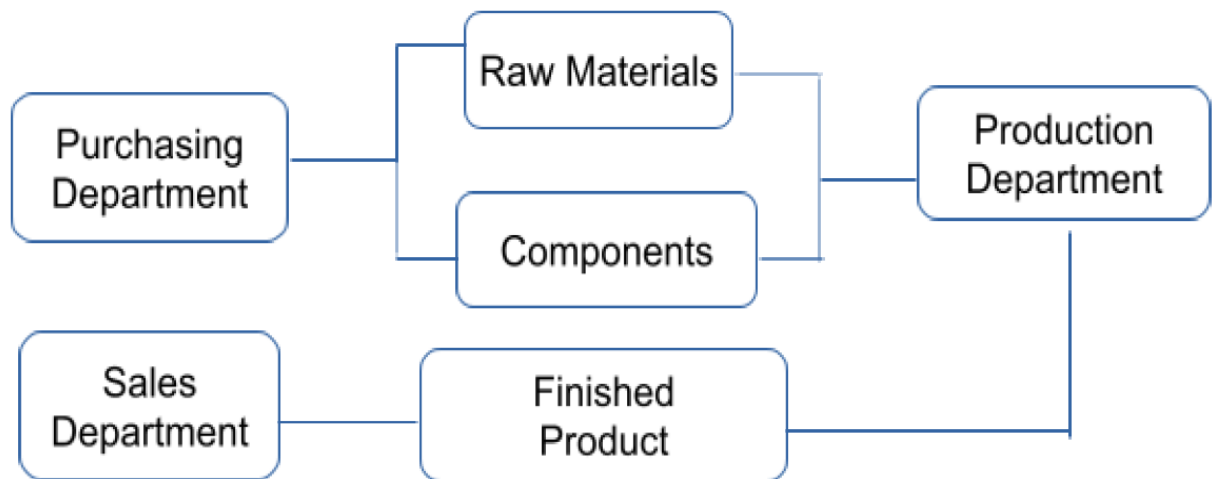 Raw Materials
Purchasing
Department
Production
Department
Components
Sales
Department
Finished
Product